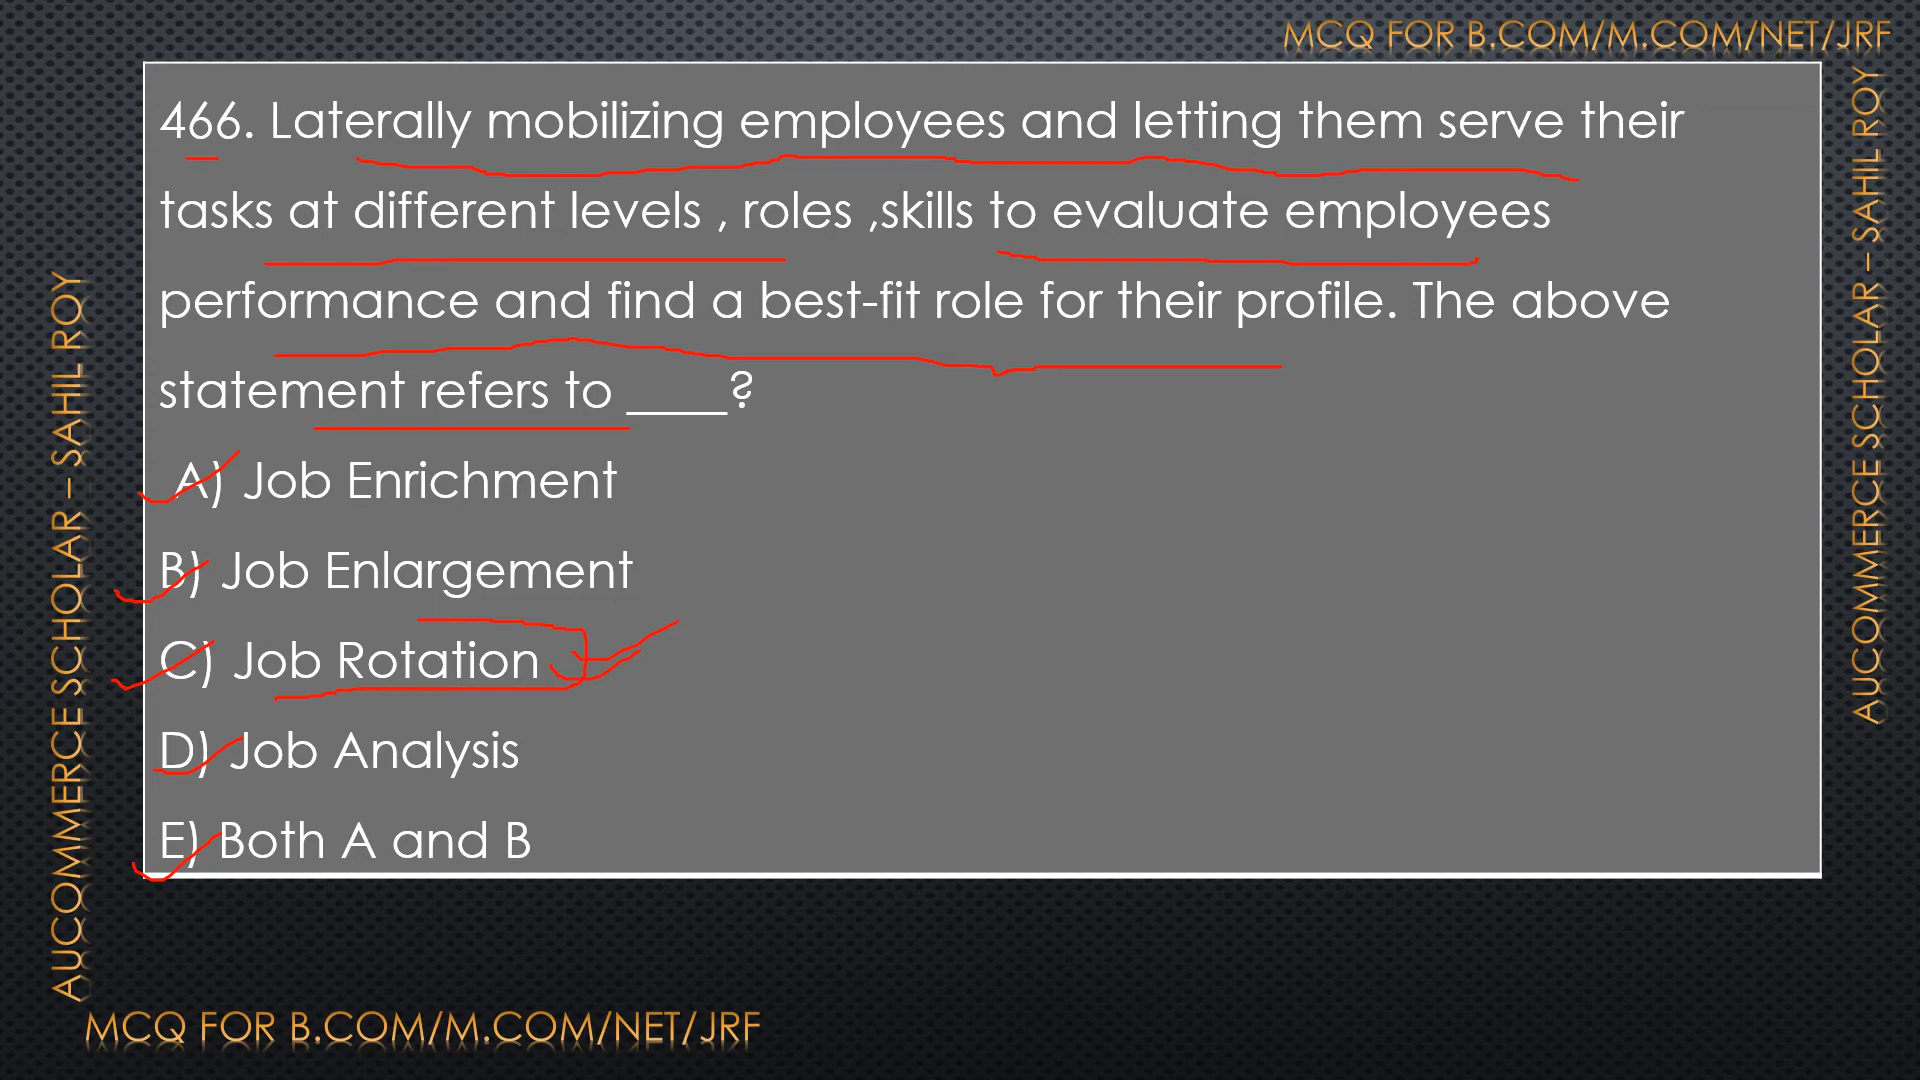 MCQ FOR B.COM/M.COM/NET/JRF
466. Laterally mobilizing employees and letting them serve their
tasks at different levels , roles ,skills to evaluate employees
performance and find a best-fit role for their profile. The above
statement refers to ____?
A) Job Enrichment
B) Job Enlargement
C) Job Rotation
D) Job Analysis
E) Both A and B
AUCOMMERCE SCHOLAR – SAHIL ROY
AUCOMMERCE SCHOLAR – SAHIL ROY
MCQ FOR B.COM/M.COM/NET/JRF